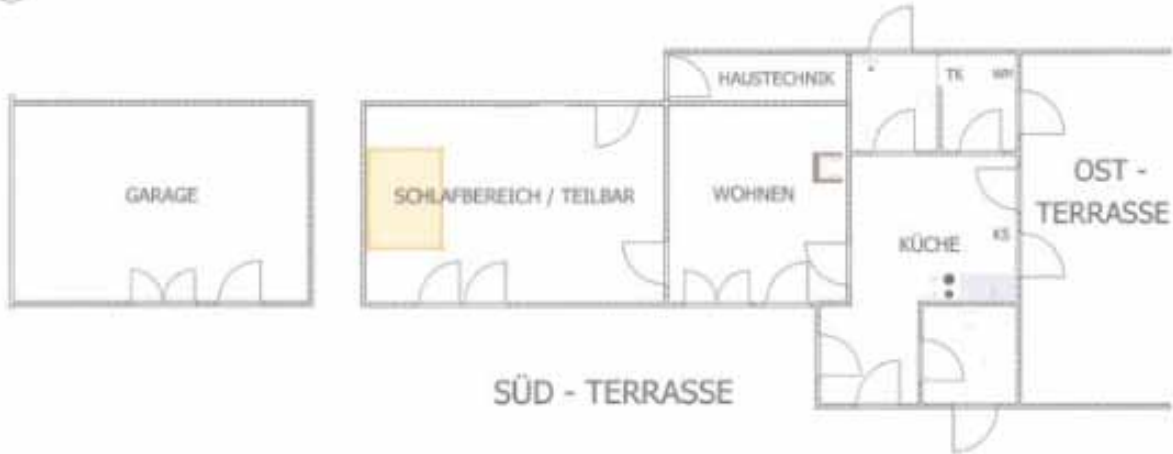 HAUSTECHNIK
TK WM
GARAGE
SCHLAFBEREICH / TEILBAR
WOHNEN
OST -
TERRASSE
KÜCHE
KS
SÜD - TERRASSE